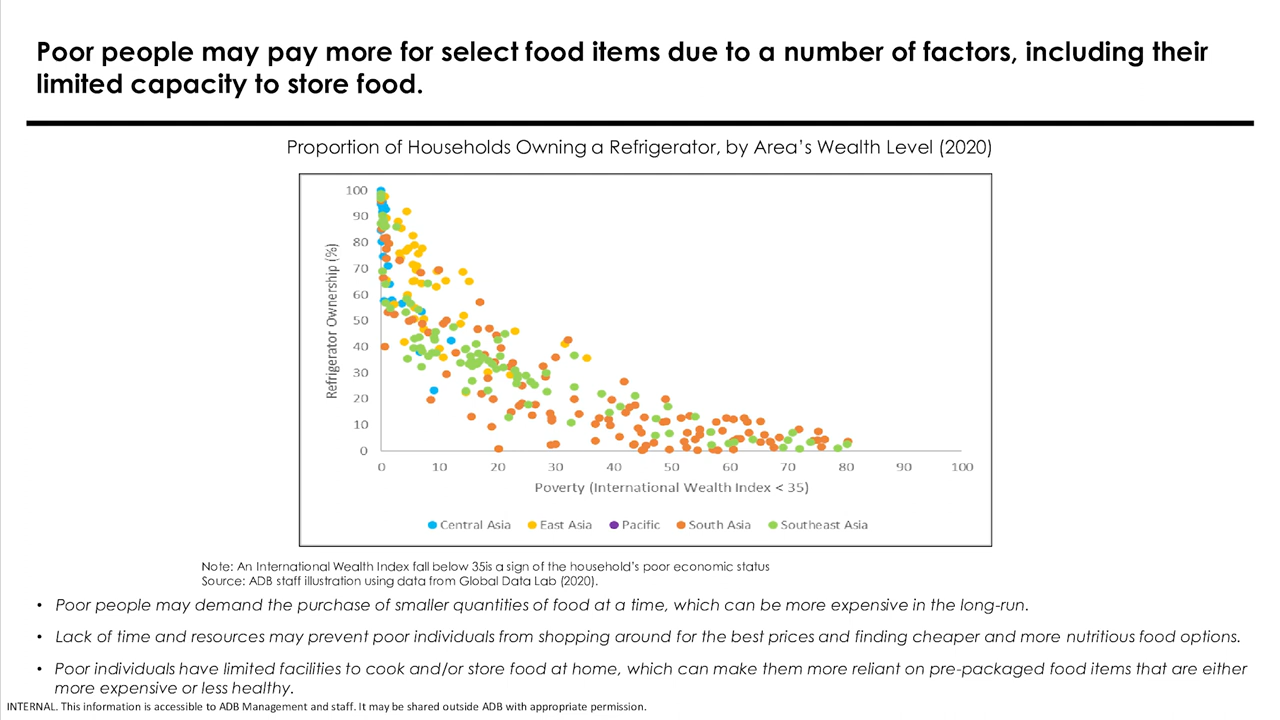 Poor people may pay more for select food items due to a number of factors, including their
limited capacity to store food.
Proportion of Households Owning a Refrigerator, by Area's Wealth Level (2020)
Refrigerator Ownership (%)
100
90
80
70
60
50
40
30
20
10
0
0 10 20 30 40 50 60 70 80 90 100
Poverty (International Wealth Index < 35)
Central Asia East Asia Pacific South Asia Southeast Asia
Note: An International Wealth Index fall below 35is a sign of the household's poor economic status
Source: ADB staff illustration using data from Global Data Lab (2020).
• Poor people may demand the purchase of smaller quantities of food at a time, which can be more expensive in the long-run.
• Lack of time and resources may prevent poor individuals from shopping around for the best prices and finding cheaper and more nutritious food options.
• Poor individuals have limited facilities to cook and/or store food at home, which can make them more reliant on pre-packaged food items that are either
more expensive or less healthy.
INTERNAL. This information is accessible to ADB Management and staff. It may be shared outside ADB with appropriate permission.